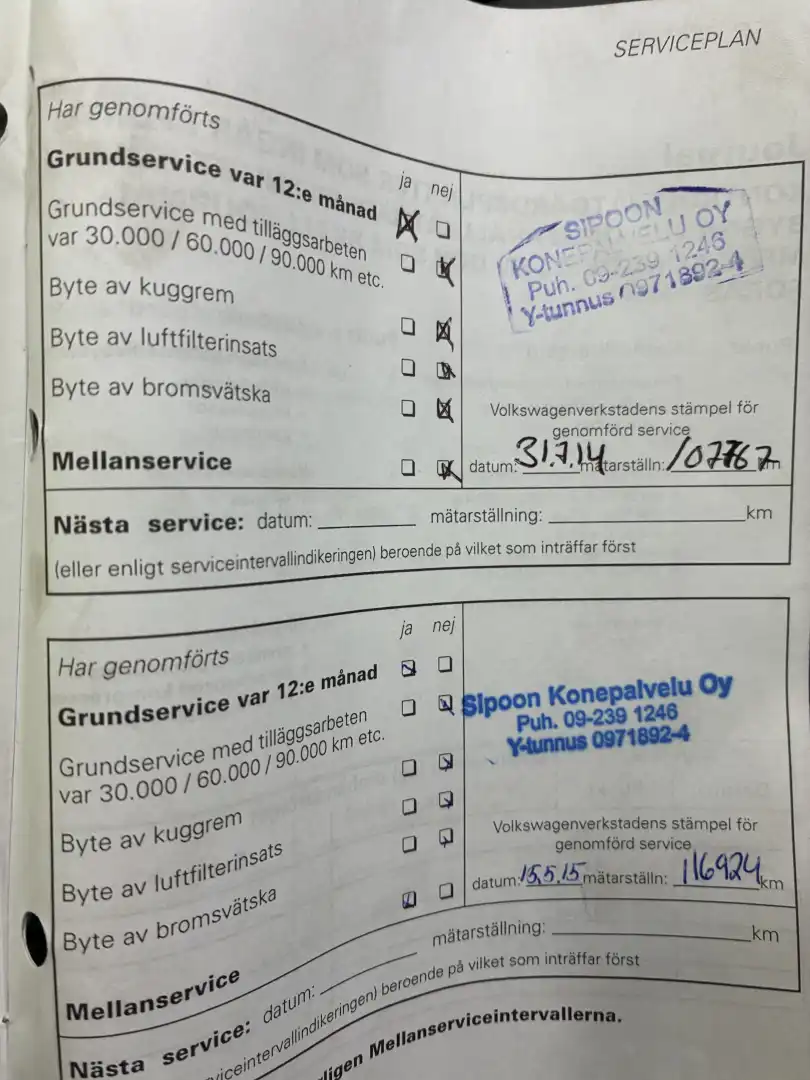 SERVICEPLAN
Har genomförts
ja nej
Grundservice var 12:e månad
Grundservice med tilläggsarbeten
var 30.000 / 60.000 / 90.000 km etc.
Byte av kuggrem
Byte av luftfilterinsats
Byte av bromsvätska
Mellanservice
SIPOON
KONEPALVELU OY
Puh. 09-239 1246
Y-tunnus 0971892-4
Volkswagenverkstadens stämpel för
genomförd service
datum: 31.7.14 mätarställn: 107767 km
Nästa service: datum: mätarställning: km
(eller enligt serviceintervallindikeringen) beroende på vilket som inträffar först
Har genomförts
ja nej
Grundservice var 12:e månad
Grundservice med tilläggsarbeten
var 30.000 / 60.000 / 90.000 km etc.
Byte av kuggrem
Byte av luftfilterinsats
Byte av bromsvätska
Mellanservice
Sipoon Konepalvelu Oy
Puh. 09-239 1246
Y-tunnus 0971892-4
Volkswagenverkstadens stämpel för
genomförd service
datum: 15.5.15 mätarställn: 116924 km
Nästa service: datum: mätarställning: km
viceintervallindikeringen) beroende på vilket som inträffar först
ligen Mellanserviceintervallerna.